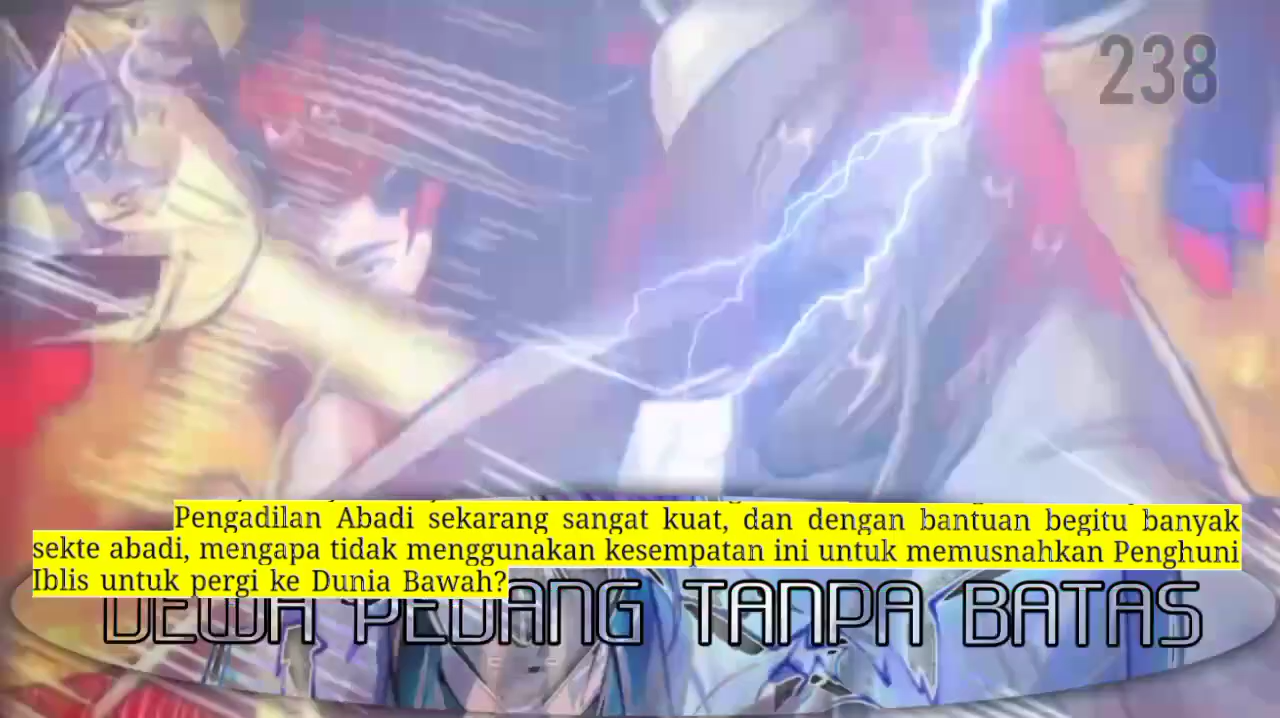 238
Pengadilan Abadi sekarang sangat kuat, dan dengan bantuan begitu banyak
sekte abadi, mengapa tidak menggunakan kesempatan ini untuk memusnahkan Penghuni
Iblis untuk pergi ke Dunia Bawah?
DEWA PEDANG TANPA BATAS